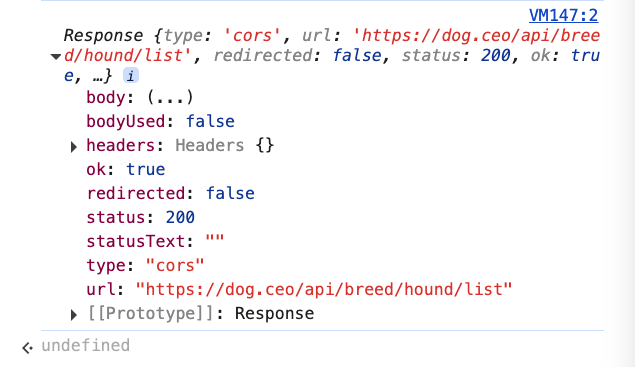 VM147:2
Response {type: 'cors', url: 'https://dog.ceo/api/bree
d/hound/list', redirected: false, status: 200, ok: tru
e, …} i
body: (...)
bodyUsed: false
headers: Headers {}
ok: true
redirected: false
status: 200
statusText: ""
type: "cors"
url: "https://dog.ceo/api/breed/hound/list"
[[Prototype]]: Response
undefined